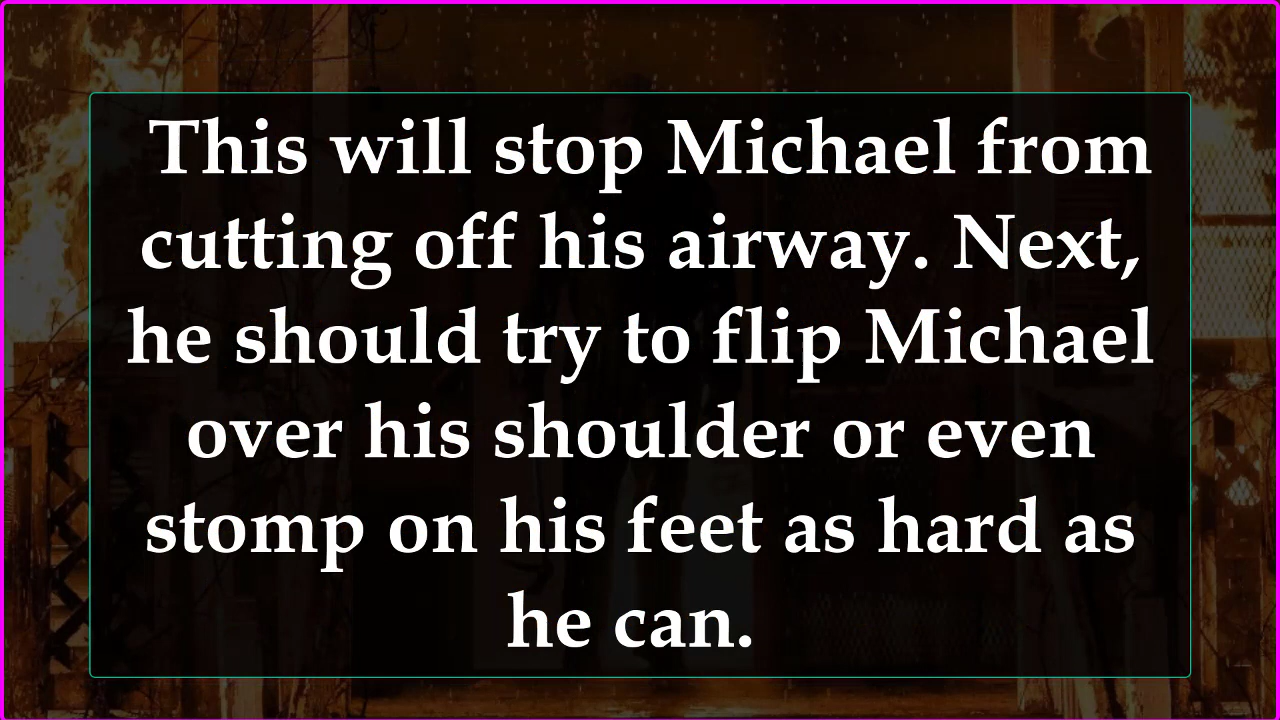 This will stop Michael from
cutting off his airway. Next,
he should try to flip Michael
over his shoulder or even
stomp on his feet as hard as
he can.